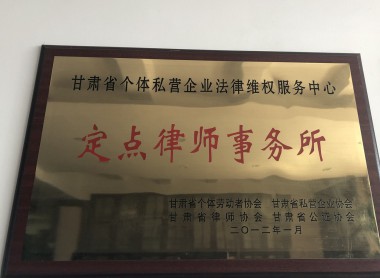 甘肃省个体私营企业法律维权服务中心
定点律师事务所
甘肃省个体劳动者协会 甘肃省私营企业协会
甘肃省律师协会 甘肃省公证协会
二〇一二年一月